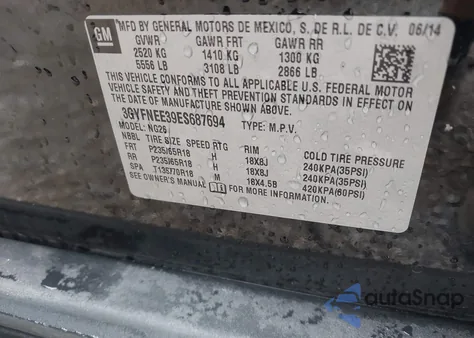 GM
MFD BY GENERAL MOTORS DE MEXICO, S. DE R.L. DE C.V. 06/14
GVWR GAWR FRT GAWR RR
2520 KG 1410 KG 1300 KG
5556 LB 3108 LB 2866 LB
THIS VEHICLE CONFORMS TO ALL APPLICABLE U.S. FEDERAL MOTOR
VEHICLE SAFETY AND THEFT PREVENTION STANDARDS IN EFFECT ON THE
DATE OF MANUFACTURE SHOWN ABOVE.
3GYFNEE39ES687694 TYPE: M.P.V.
MODEL: NG26
NBBL TIRE SIZE SPEED RTG RIM COLD TIRE PRESSURE
FRT P235/65R18 H 18X8J 240KPA(35PSI)
RR P235/65R18 H 18X8J 240KPA(35PSI)
SPA T135/70R18 M 18X4.5B 420KPA(60PSI)
SEE OWNER'S MANUAL FOR MORE INFORMATION.
autoSnap